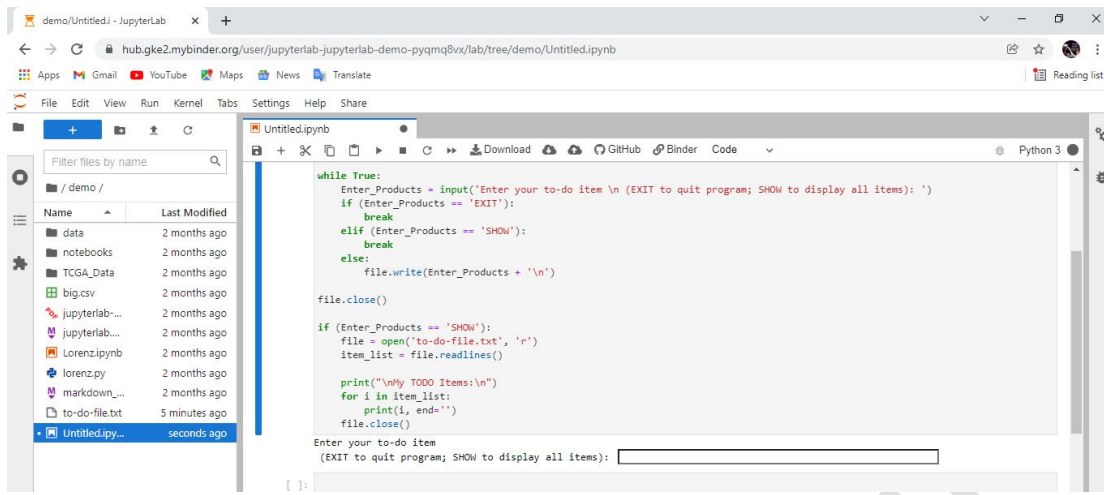 demo/Untitled.i - JupyterLab
hub.gke2.mybinder.org/user/jupyterlab-jupyterlab-demo-pyqmq8vx/lab/tree/demo/Untitled.ipynb
Apps Gmail YouTube Maps News Translate Reading list
File Edit View Run Kernel Tabs Settings Help Share
Untitled.ipynb
Download GitHub Binder Code Python 3
Filter files by name
/ demo /
Name Last Modified
data 2 months ago
notebooks 2 months ago
TCGA_Data 2 months ago
big.csv 2 months ago
jupyterlab-... 2 months ago
jupyterlab.... 2 months ago
Lorenz.ipynb 2 months ago
lorenz.py 2 months ago
markdown_... 2 months ago
to-do-file.txt 5 minutes ago
Untitled.ipy... seconds ago
while True:
    Enter_Products = input('Enter your to-do item \n (EXIT to quit program; SHOW to display all items): ')
    if (Enter_Products == 'EXIT'):
        break
    elif (Enter_Products == 'SHOW'):
        break
    else:
        file.write(Enter_Products + '\n')
file.close()
if (Enter_Products == 'SHOW'):
    file = open('to-do-file.txt', 'r')
    item_list = file.readlines()
    print("\nMy TODO Items:\n")
    for i in item_list:
        print(i, end='')
    file.close()
Enter your to-do item
(EXIT to quit program; SHOW to display all items):
[ ]: